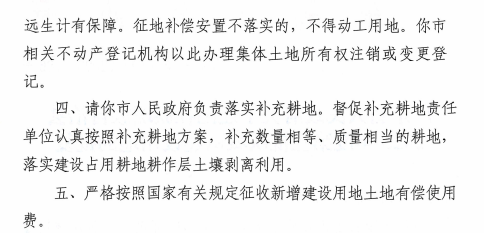 远生计有保障。征地补偿安置不落实的，不得动工用地。你市
相关不动产登记机构以此办理集体土地所有权注销或变更登
记。
四、请你市人民政府负责落实补充耕地。督促补充耕地责任
单位认真按照补充耕地方案，补充数量相等、质量相当的耕地，
落实建设占用耕地耕作层土壤剥离利用。
五、严格按照国家有关规定征收新增建设用地土地有偿使用
费。